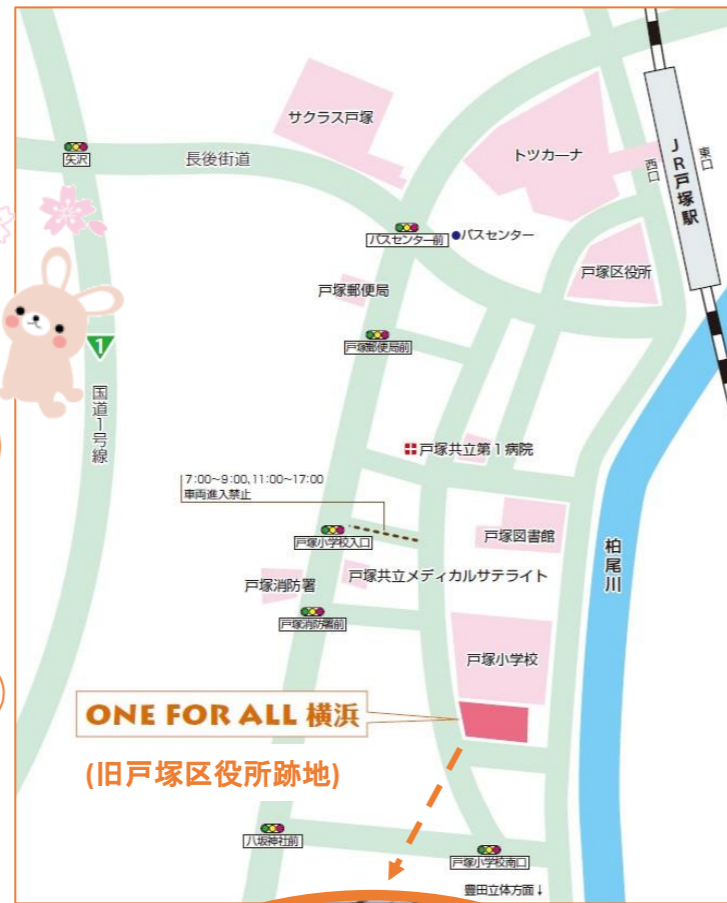 サクラス戸塚
トツカーナ
JR戸塚駅
東口
西口
矢沢
長後街道
バスセンター前
バスセンター
戸塚区役所
戸塚郵便局
戸塚郵便局前
1
国道1号線
戸塚共立第1病院
7:00～9:00、11:00～17:00
車両進入禁止
戸塚小学校入口
戸塚図書館
柏尾川
戸塚消防署
戸塚共立メディカルサテライト
戸塚消防署前
戸塚小学校
ONE FOR ALL 横浜
(旧戸塚区役所跡地)
八坂神社前
戸塚小学校南口
豊田立体方面↓